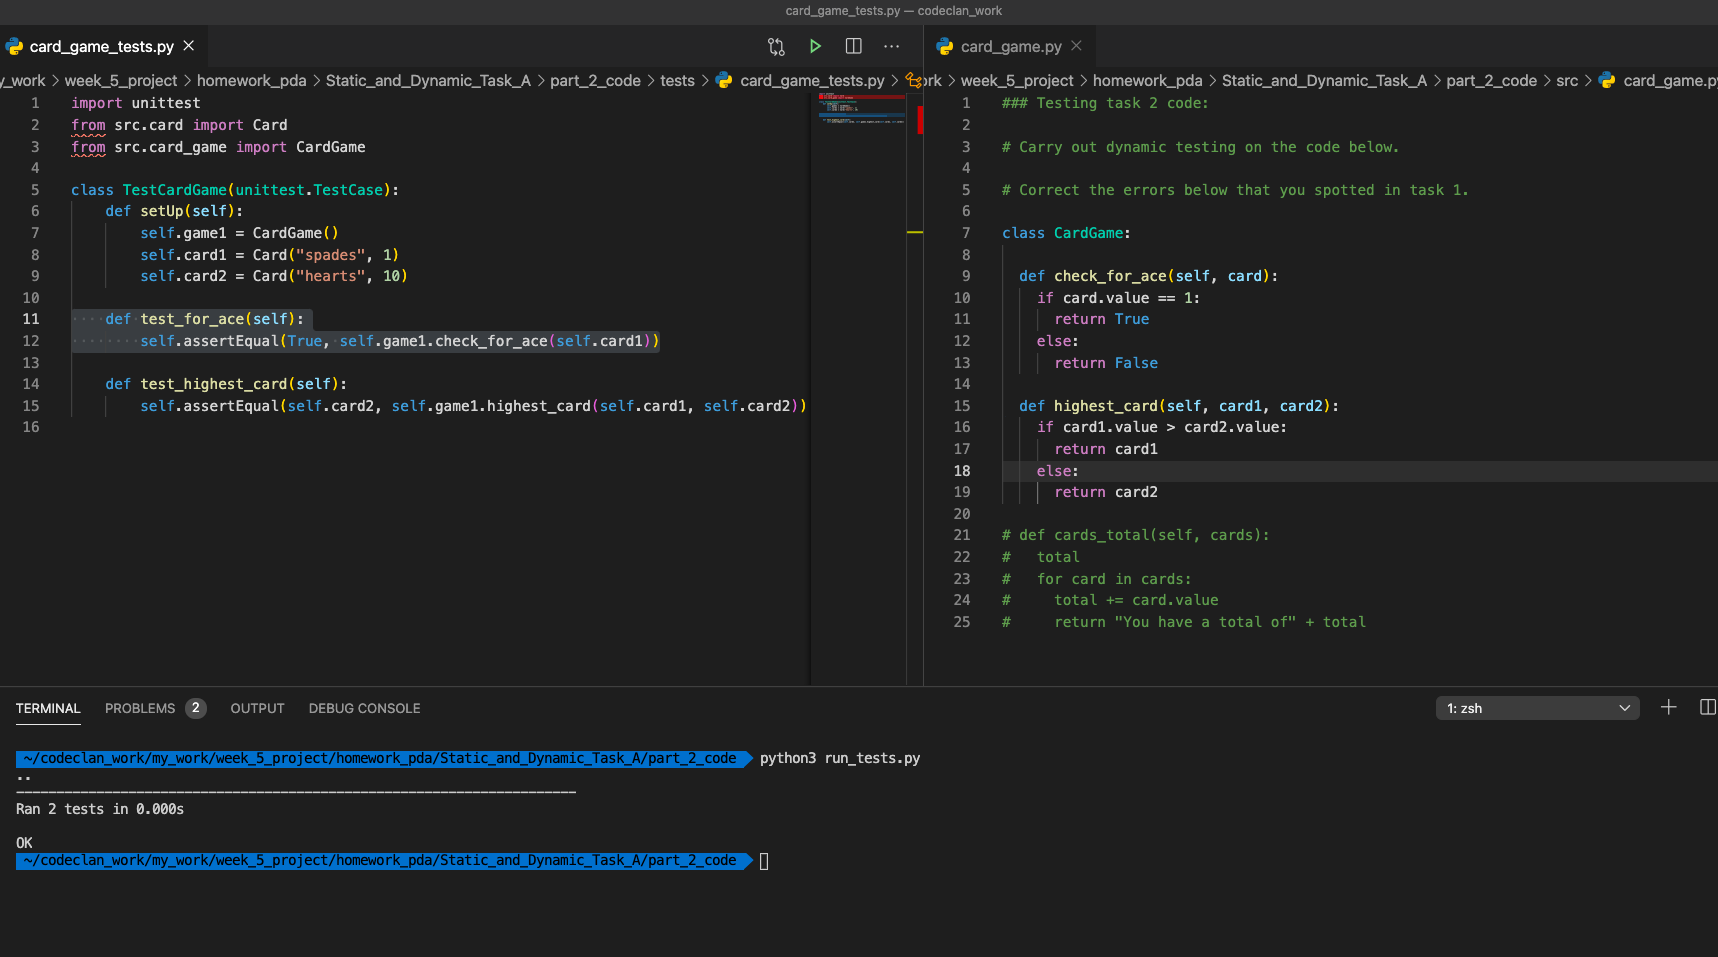 card_game_tests.py — codeclan_work
card_game_tests.py
y_work > week_5_project > homework_pda > Static_and_Dynamic_Task_A > part_2_code > tests > card_game_tests.py >
1 import unittest
2 from src.card import Card
3 from src.card_game import CardGame
4
5 class TestCardGame(unittest.TestCase):
6     def setUp(self):
7         self.game1 = CardGame()
8         self.card1 = Card("spades", 1)
9         self.card2 = Card("hearts", 10)
10
11     def test_for_ace(self):
12         self.assertEqual(True, self.game1.check_for_ace(self.card1))
13
14     def test_highest_card(self):
15         self.assertEqual(self.card2, self.game1.highest_card(self.card1, self.card2))
16
card_game.py
ork > week_5_project > homework_pda > Static_and_Dynamic_Task_A > part_2_code > src > card_game.py
1 ### Testing task 2 code:
2
3 # Carry out dynamic testing on the code below.
4
5 # Correct the errors below that you spotted in task 1.
6
7 class CardGame:
8
9   def check_for_ace(self, card):
10     if card.value == 1:
11       return True
12     else:
13       return False
14
15   def highest_card(self, card1, card2):
16     if card1.value > card2.value:
17       return card1
18     else:
19       return card2
20
21 # def cards_total(self, cards):
22 #   total
23 #   for card in cards:
24 #     total += card.value
25 #     return "You have a total of" + total
TERMINAL PROBLEMS 2 OUTPUT DEBUG CONSOLE
1: zsh
~/codeclan_work/my_work/week_5_project/homework_pda/Static_and_Dynamic_Task_A/part_2_code python3 run_tests.py
..
----------------------------------------------------------------------
Ran 2 tests in 0.000s
OK
~/codeclan_work/my_work/week_5_project/homework_pda/Static_and_Dynamic_Task_A/part_2_code